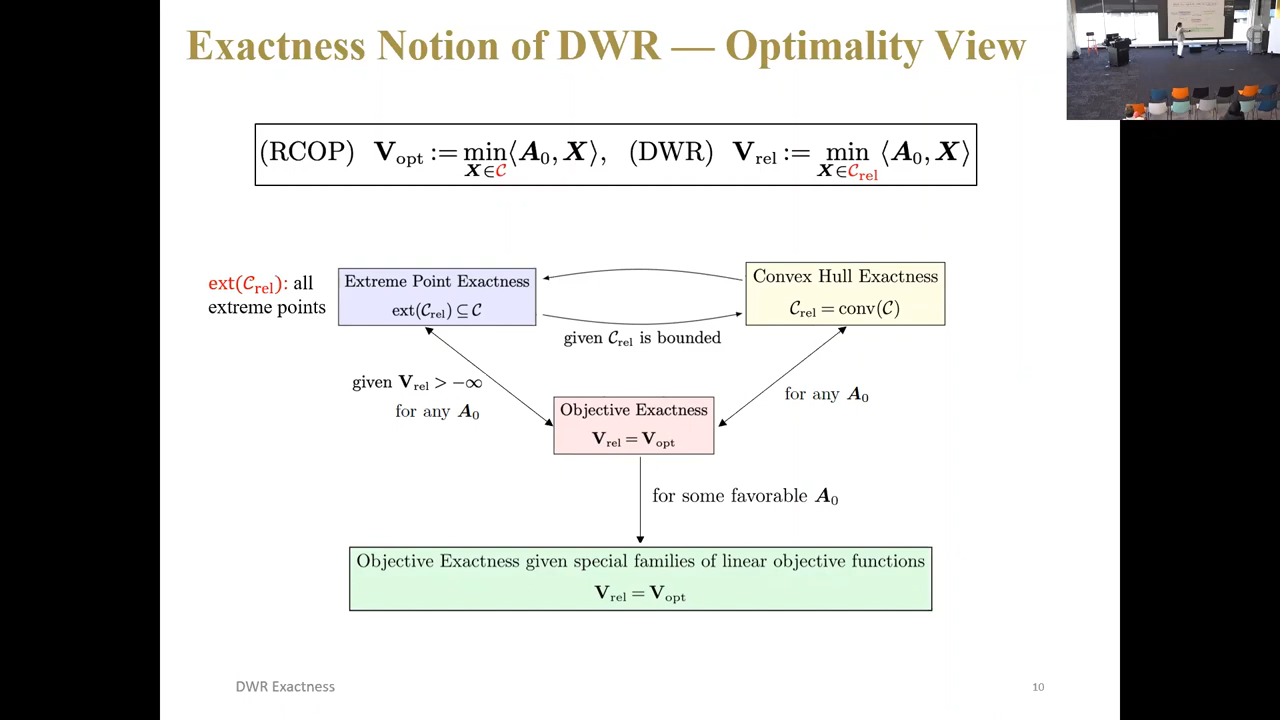 Exactness Notion of DWR — Optimality View
(RCOP) V_opt := min_{X∈𝒞} ⟨A_0, X⟩, (DWR) V_rel := min_{X∈𝒞_rel} ⟨A_0, X⟩
ext(𝒞_rel): all
extreme points
Extreme Point Exactness
ext(𝒞_rel) ⊆ 𝒞
Convex Hull Exactness
𝒞_rel = conv(𝒞)
given 𝒞_rel is bounded
given V_rel > −∞
for any A_0
for any A_0
Objective Exactness
V_rel = V_opt
for some favorable A_0
Objective Exactness given special families of linear objective functions
V_rel = V_opt
DWR Exactness
10